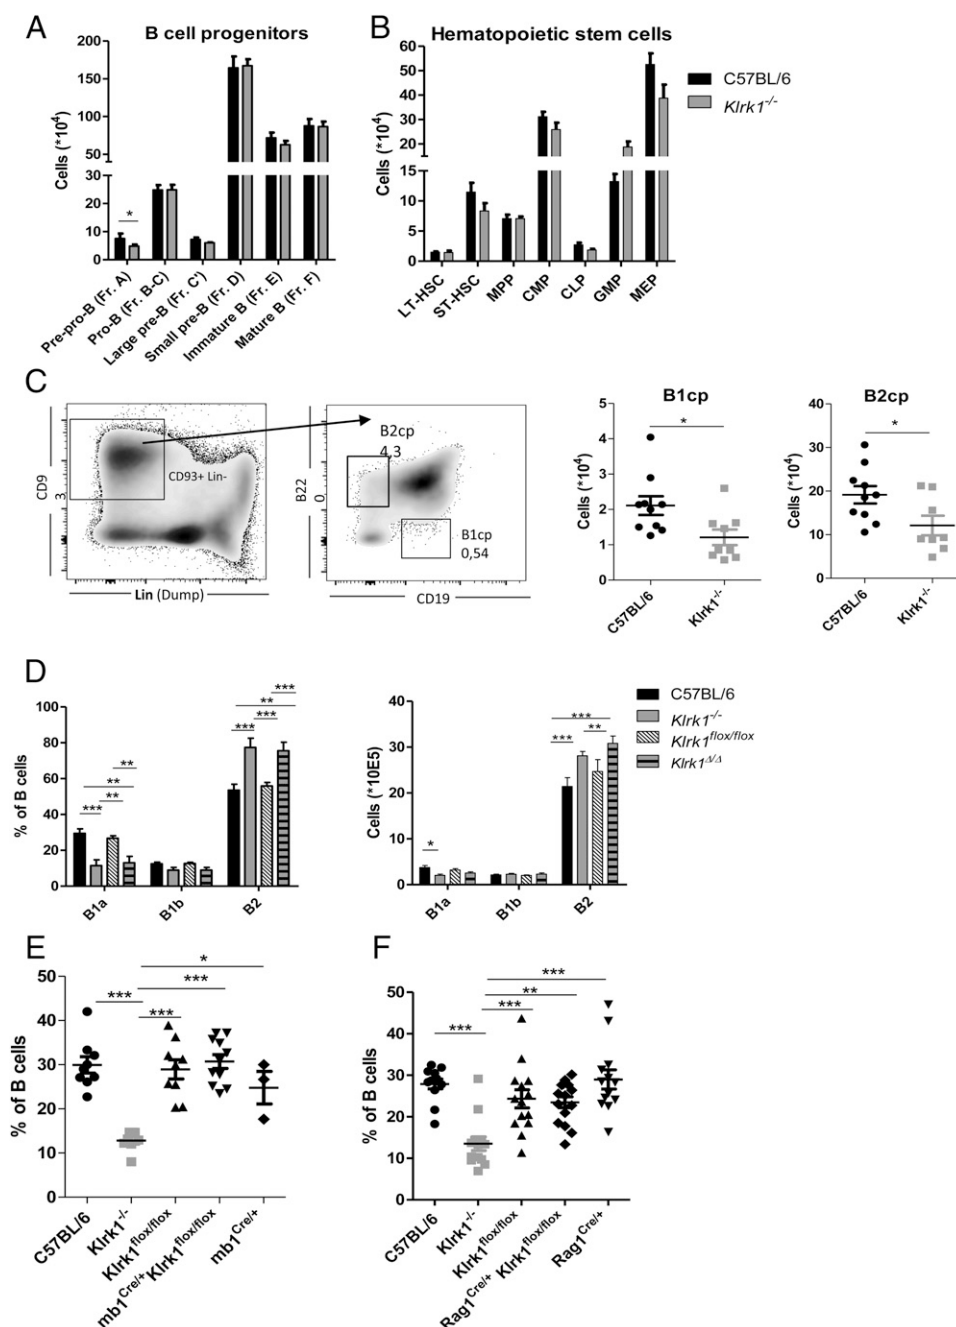 A
B cell progenitors
Cells (*10⁴)
200
150
100
50
30
20
10
0
*
Pre-pro-B (Fr. A)
Pro-B (Fr. B-C)
Large pre-B (Fr. C')
Small pre-B (Fr. D)
Immature B (Fr. E)
Mature B (Fr. F)
B
Hematopoietic stem cells
Cells (*10⁴)
60
50
40
30
20
15
10
5
0
LT-HSC
ST-HSC
MPP
CMP
CLP
GMP
MEP
C57BL/6
Klrk1-/-
C
CD9
3
CD93+ Lin-
Lin (Dump)
B22
0
B2cp
4,3
B1cp
0,54
CD19
B1cp
Cells (*10⁴)
5
4
3
2
1
0
*
C57BL/6
Klrk1-/-
B2cp
Cells (*10⁴)
40
30
20
10
0
*
C57BL/6
Klrk1-/-
D
% of B cells
100
80
60
40
20
0
**
**
**
***
***
**
***
***
B1a
B1b
B2
Cells (*10E5)
40
30
20
10
0
*
***
***
**
B1a
B1b
B2
C57BL/6
Klrk1-/-
Klrk1flox/flox
Klrk1Δ/Δ
E
% of B cells
50
40
30
20
10
0
*
***
***
***
C57BL/6
Klrk1-/-
Klrk1flox/flox
mb1Cre/+Klrk1flox/flox
mb1Cre/+
F
% of B cells
50
40
30
20
10
0
***
**
***
***
C57BL/6
Klrk1-/-
Klrk1flox/flox
Rag1Cre/+ Klrk1flox/flox
Rag1Cre/+